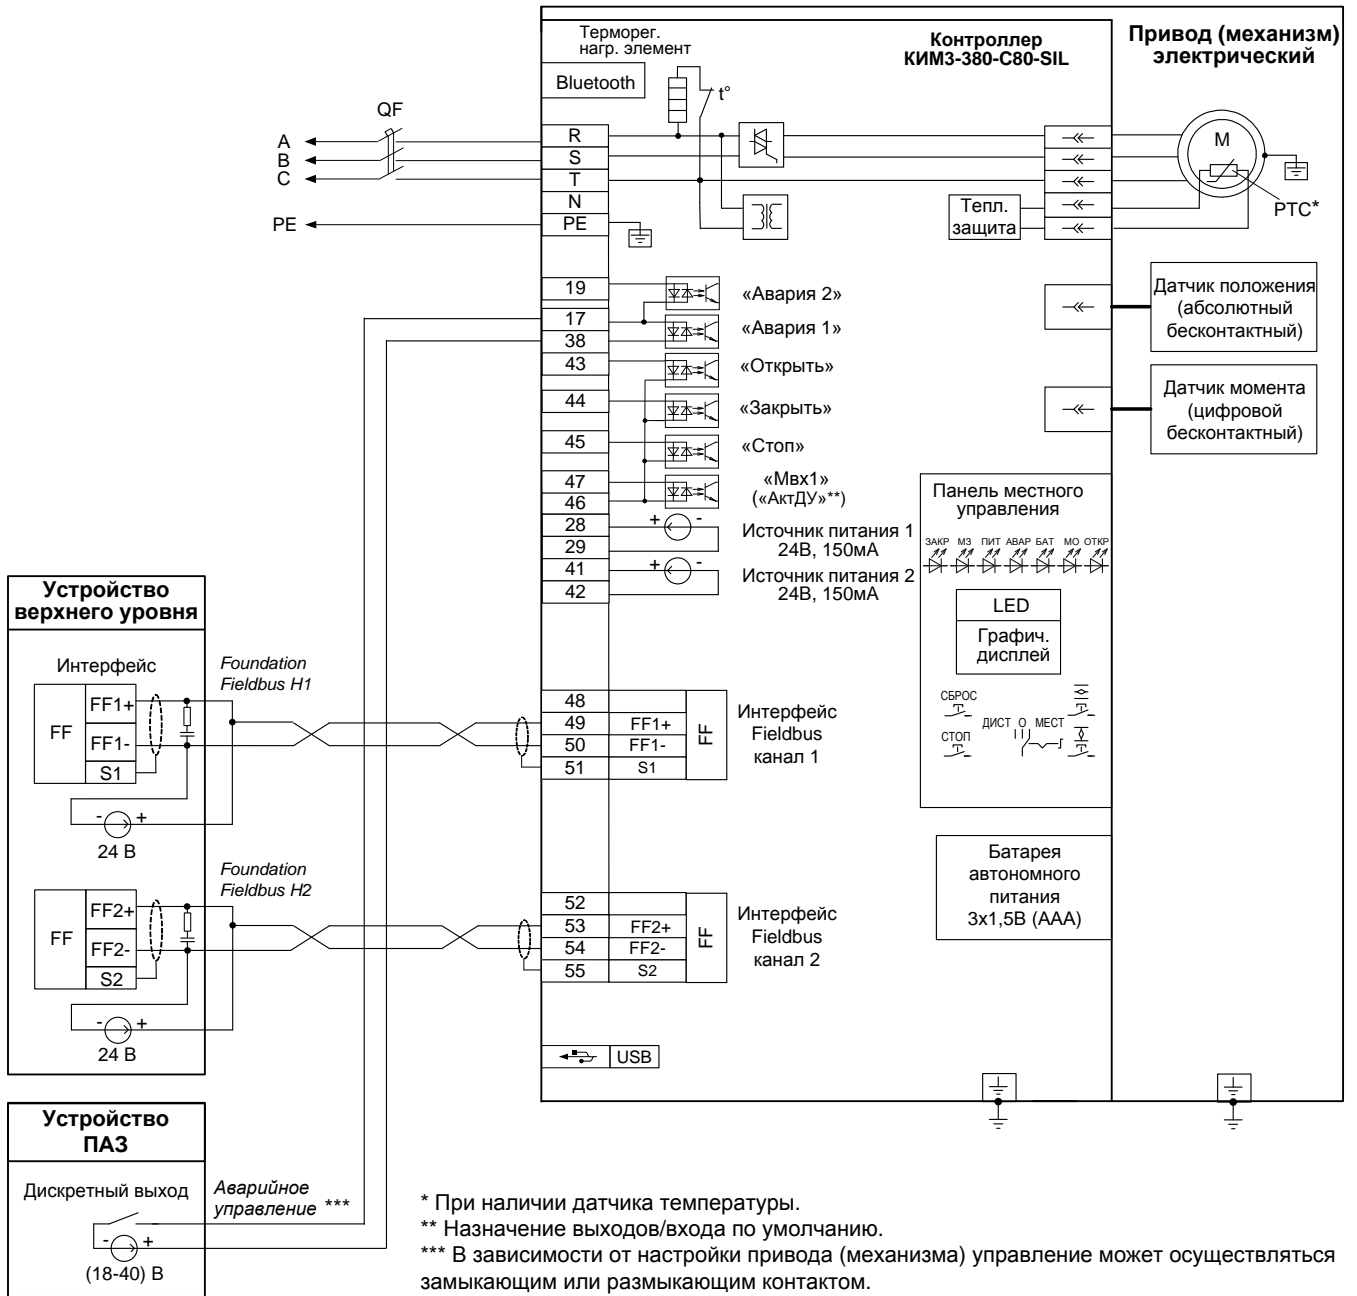 Терморег.
нагр. элемент
Bluetooth
Контроллер
КИМ3-380-C80-SIL
Привод (механизм)
электрический
t°
QF
A
B
C
PE
R
S
T
N
PE
M
PTC*
Тепл.
защита
19
17
38
43
44
45
47
46
28
29
41
42
«Авария 2»
«Авария 1»
«Открыть»
«Закрыть»
«Стоп»
«Мвх1»
(«АктДУ»**)
+ -
Источник питания 1
24В, 150мА
+ -
Источник питания 2
24В, 150мА
Датчик положения
(абсолютный
бесконтактный)
Датчик момента
(цифровой
бесконтактный)
Панель местного
управления
ЗАКР МЗ ПИТ АВАР БАТ МО ОТКР
LED
Графич.
дисплей
СБРОС
СТОП
ДИСТ О МЕСТ
Батарея
автономного
питания
3х1,5В (ААА)
Устройство
верхнего уровня
Интерфейс
FF
FF1+
FF1-
S1
- +
24 В
Foundation
Fieldbus H1
48
49 FF1+
50 FF1-
51 S1
FF
Интерфейс
Fieldbus
канал 1
FF
FF2+
FF2-
S2
- +
24 В
Foundation
Fieldbus H2
52
53 FF2+
54 FF2-
55 S2
FF
Интерфейс
Fieldbus
канал 2
USB
Устройство
ПАЗ
Дискретный выход
- +
(18-40) В
Аварийное
управление ***
* При наличии датчика температуры.
** Назначение выходов/входа по умолчанию.
*** В зависимости от настройки привода (механизма) управление может осуществляться
замыкающим или размыкающим контактом.